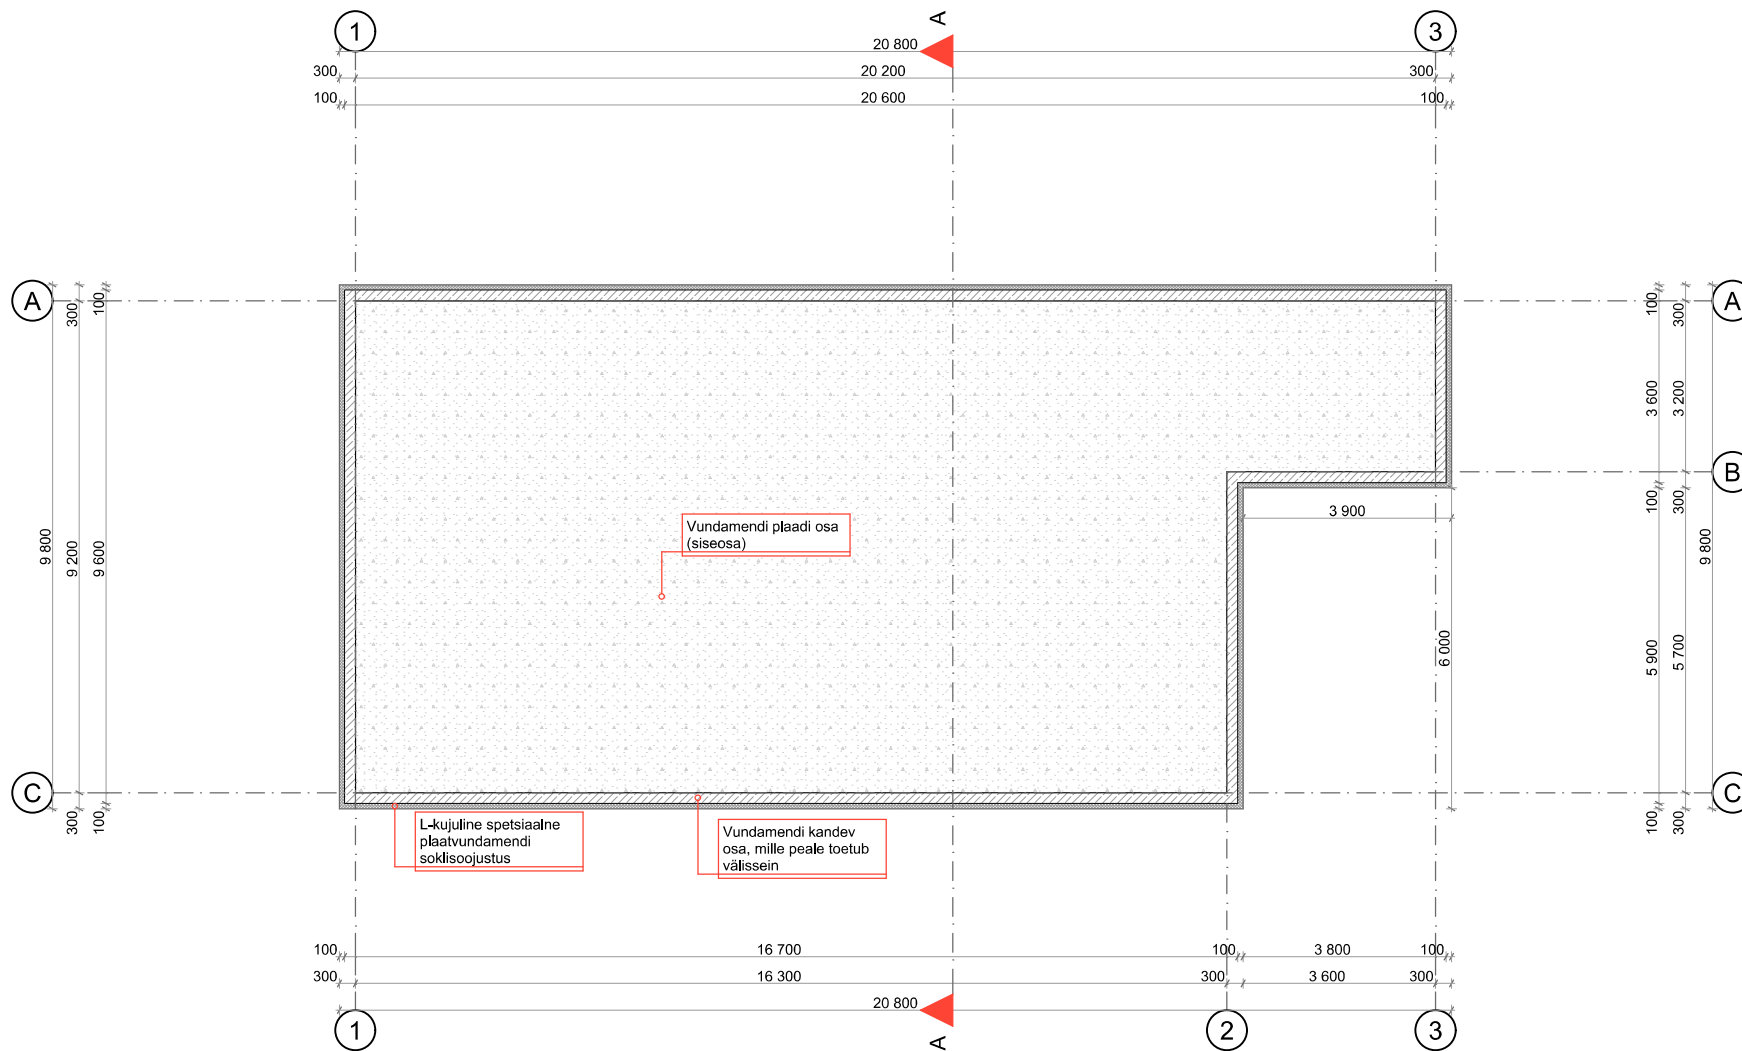 1
A
3
20 800
300
20 200
300
100
20 600
100
A
300
100
100
300
A
3 600
3 200
B
100
300
3 900
9 800
9 200
9 600
Vundamendi plaadi osa
(siseosa)
9 800
6 000
5 900
5 700
C
300
100
100
300
C
L-kujuline spetsiaalne
plaatvundamendi
soklisoojustus
Vundamendi kandev
osa, mille peale toetub
välissein
100
16 700
100
3 800
100
300
16 300
300
3 600
300
20 800
1
A
2
3